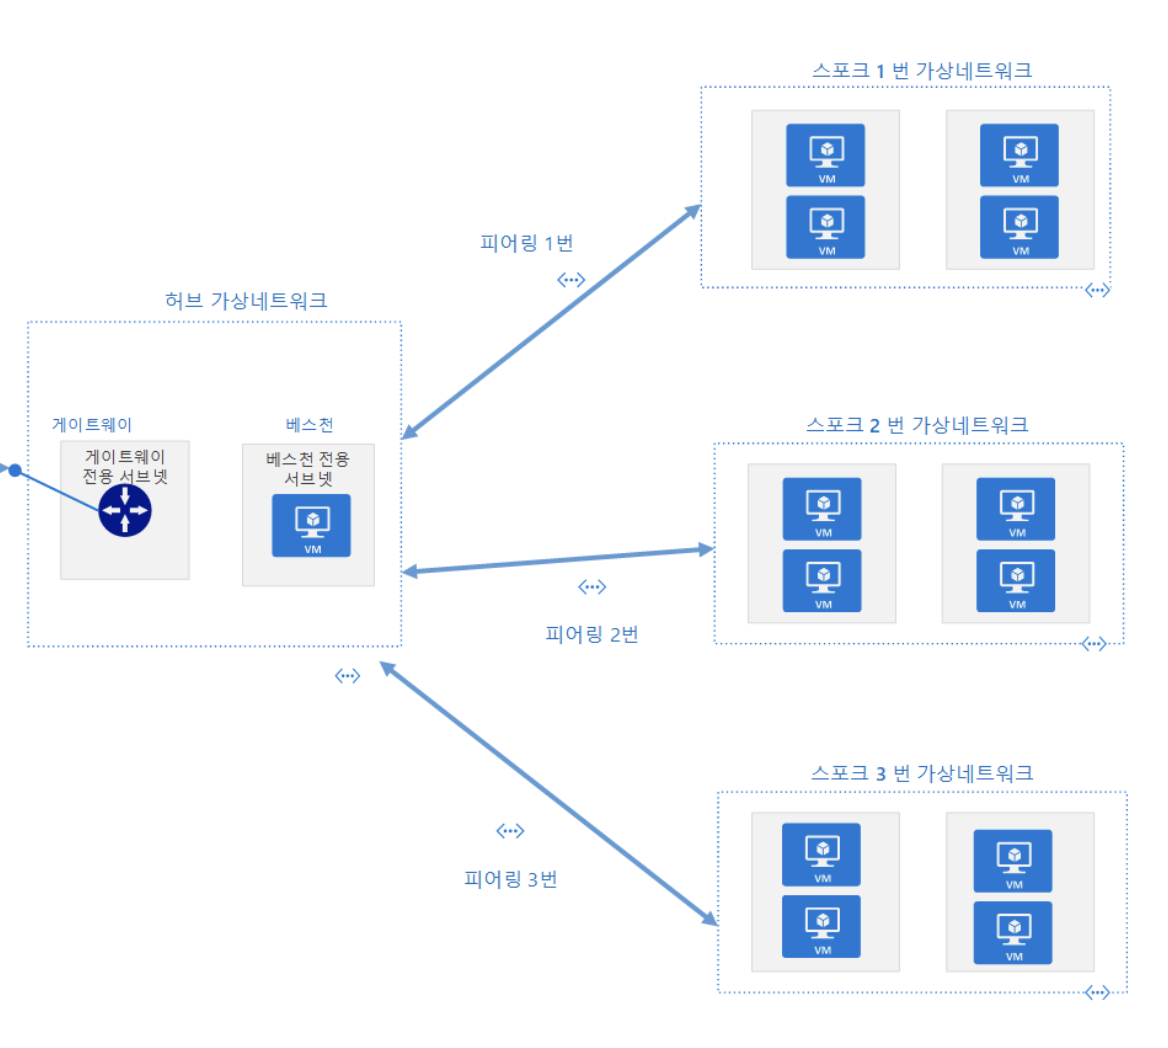 스포크 1 번 가상네트워크
VM
VM
VM
VM
피어링 1번
허브 가상네트워크
게이트웨이
게이트웨이
전용 서브넷
베스천
베스천 전용
서브넷
VM
스포크 2 번 가상네트워크
VM
VM
VM
VM
피어링 2번
스포크 3 번 가상네트워크
VM
VM
VM
VM
피어링 3번